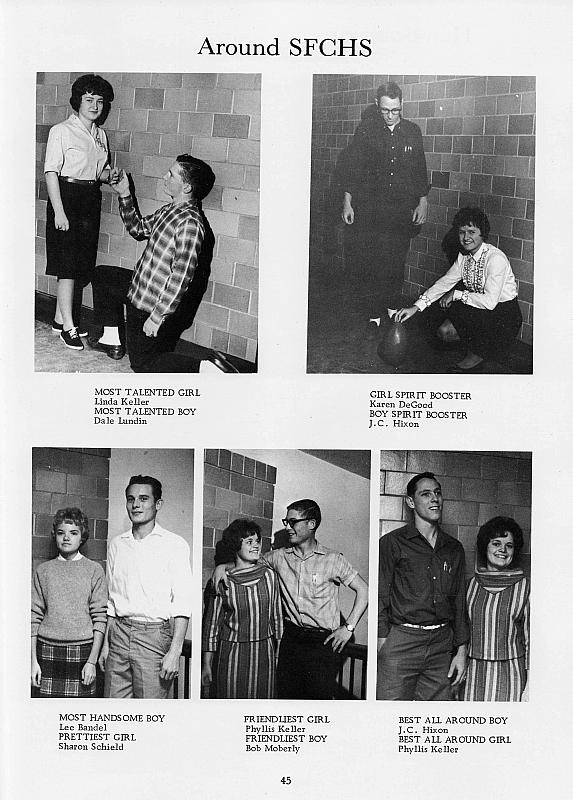 Around SFCHS
MOST TALENTED GIRL
Linda Keller
MOST TALENTED BOY
Dale Lundin
GIRL SPIRIT BOOSTER
Karen DeGood
BOY SPIRIT BOOSTER
J.C. Hixon
MOST HANDSOME BOY
Lee Bandel
PRETTIEST GIRL
Sharon Schield
FRIENDLIEST GIRL
Phyllis Keller
FRIENDLIEST BOY
Bob Moberly
BEST ALL AROUND BOY
J.C. Hixon
BEST ALL AROUND GIRL
Phyllis Keller
45